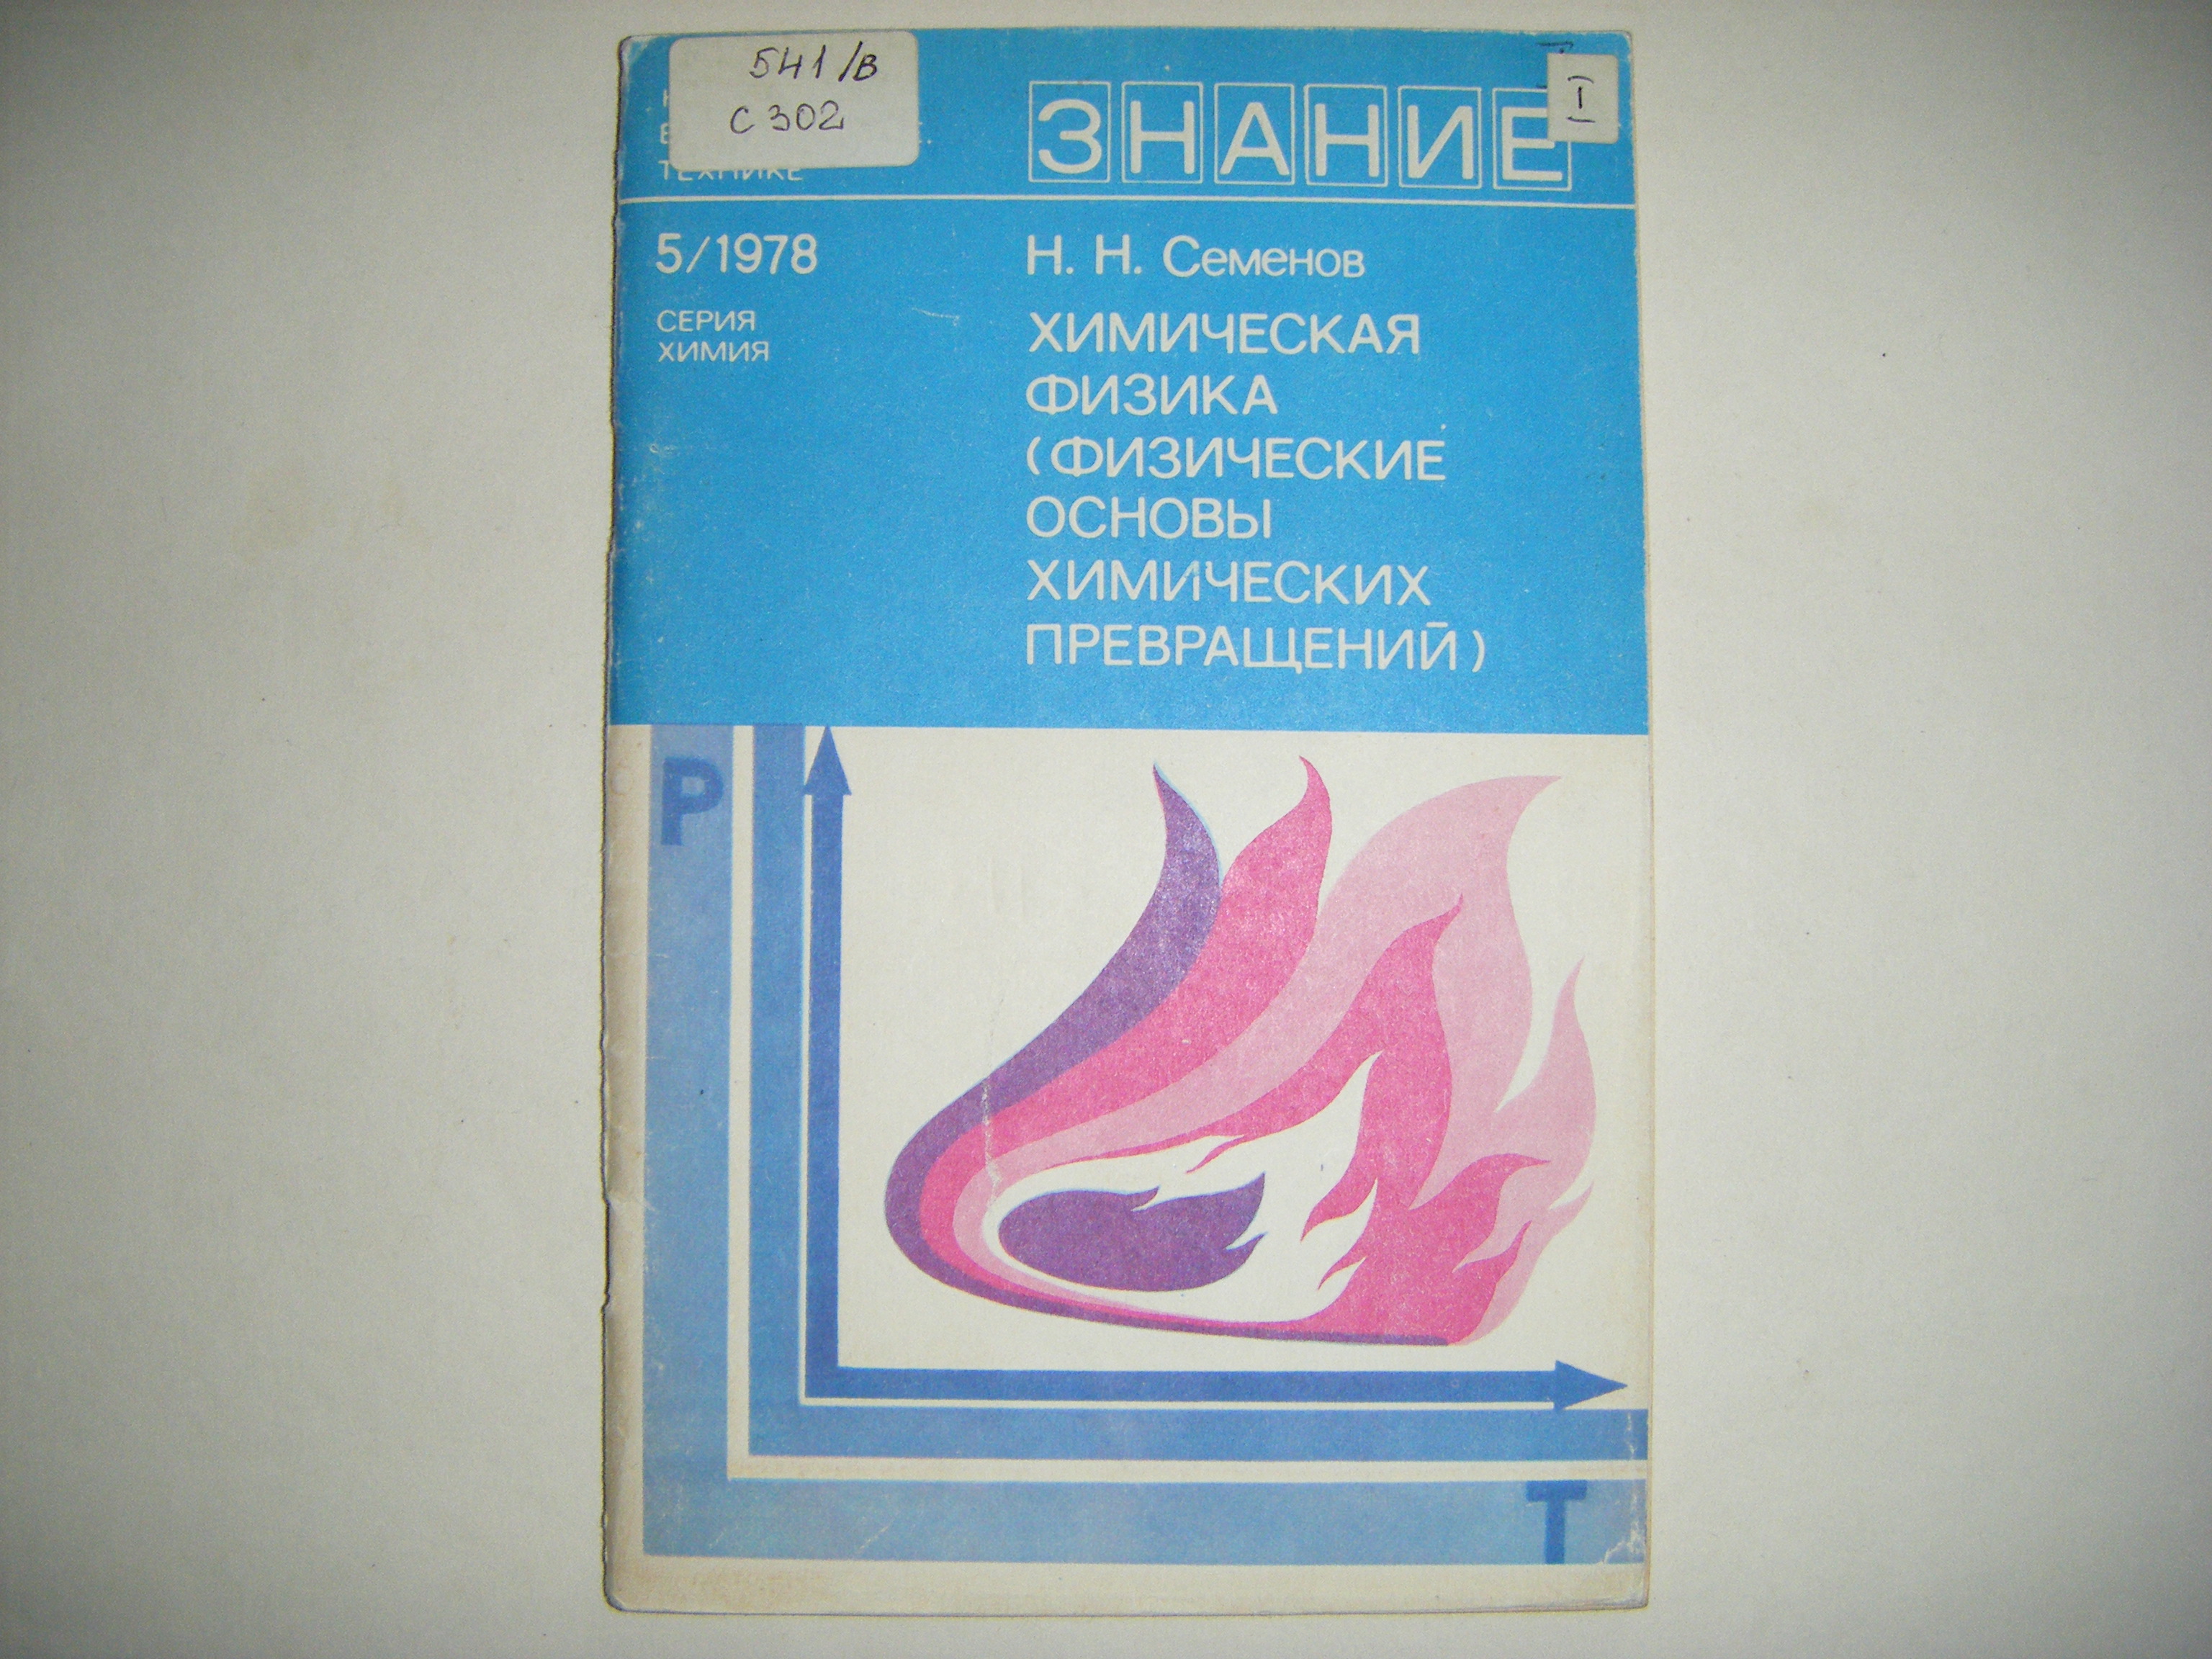 541/В
С 302
ТЕХНИКЕ
ЗНАНИЕ
I
5/1978
СЕРИЯ
ХИМИЯ
Н. Н. Семенов
ХИМИЧЕСКАЯ
ФИЗИКА
(ФИЗИЧЕСКИЕ
ОСНОВЫ
ХИМИЧЕСКИХ
ПРЕВРАЩЕНИЙ)
P
T